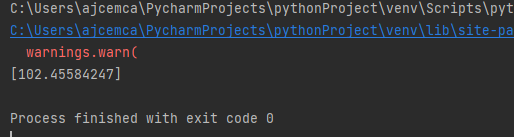 C:\Users\ajcemca\PycharmProjects\pythonProject\venv\Scripts\pyt
C:\Users\ajcemca\PycharmProjects\pythonProject\venv\lib\site-pa
warnings.warn(
[102.45584247]
Process finished with exit code 0